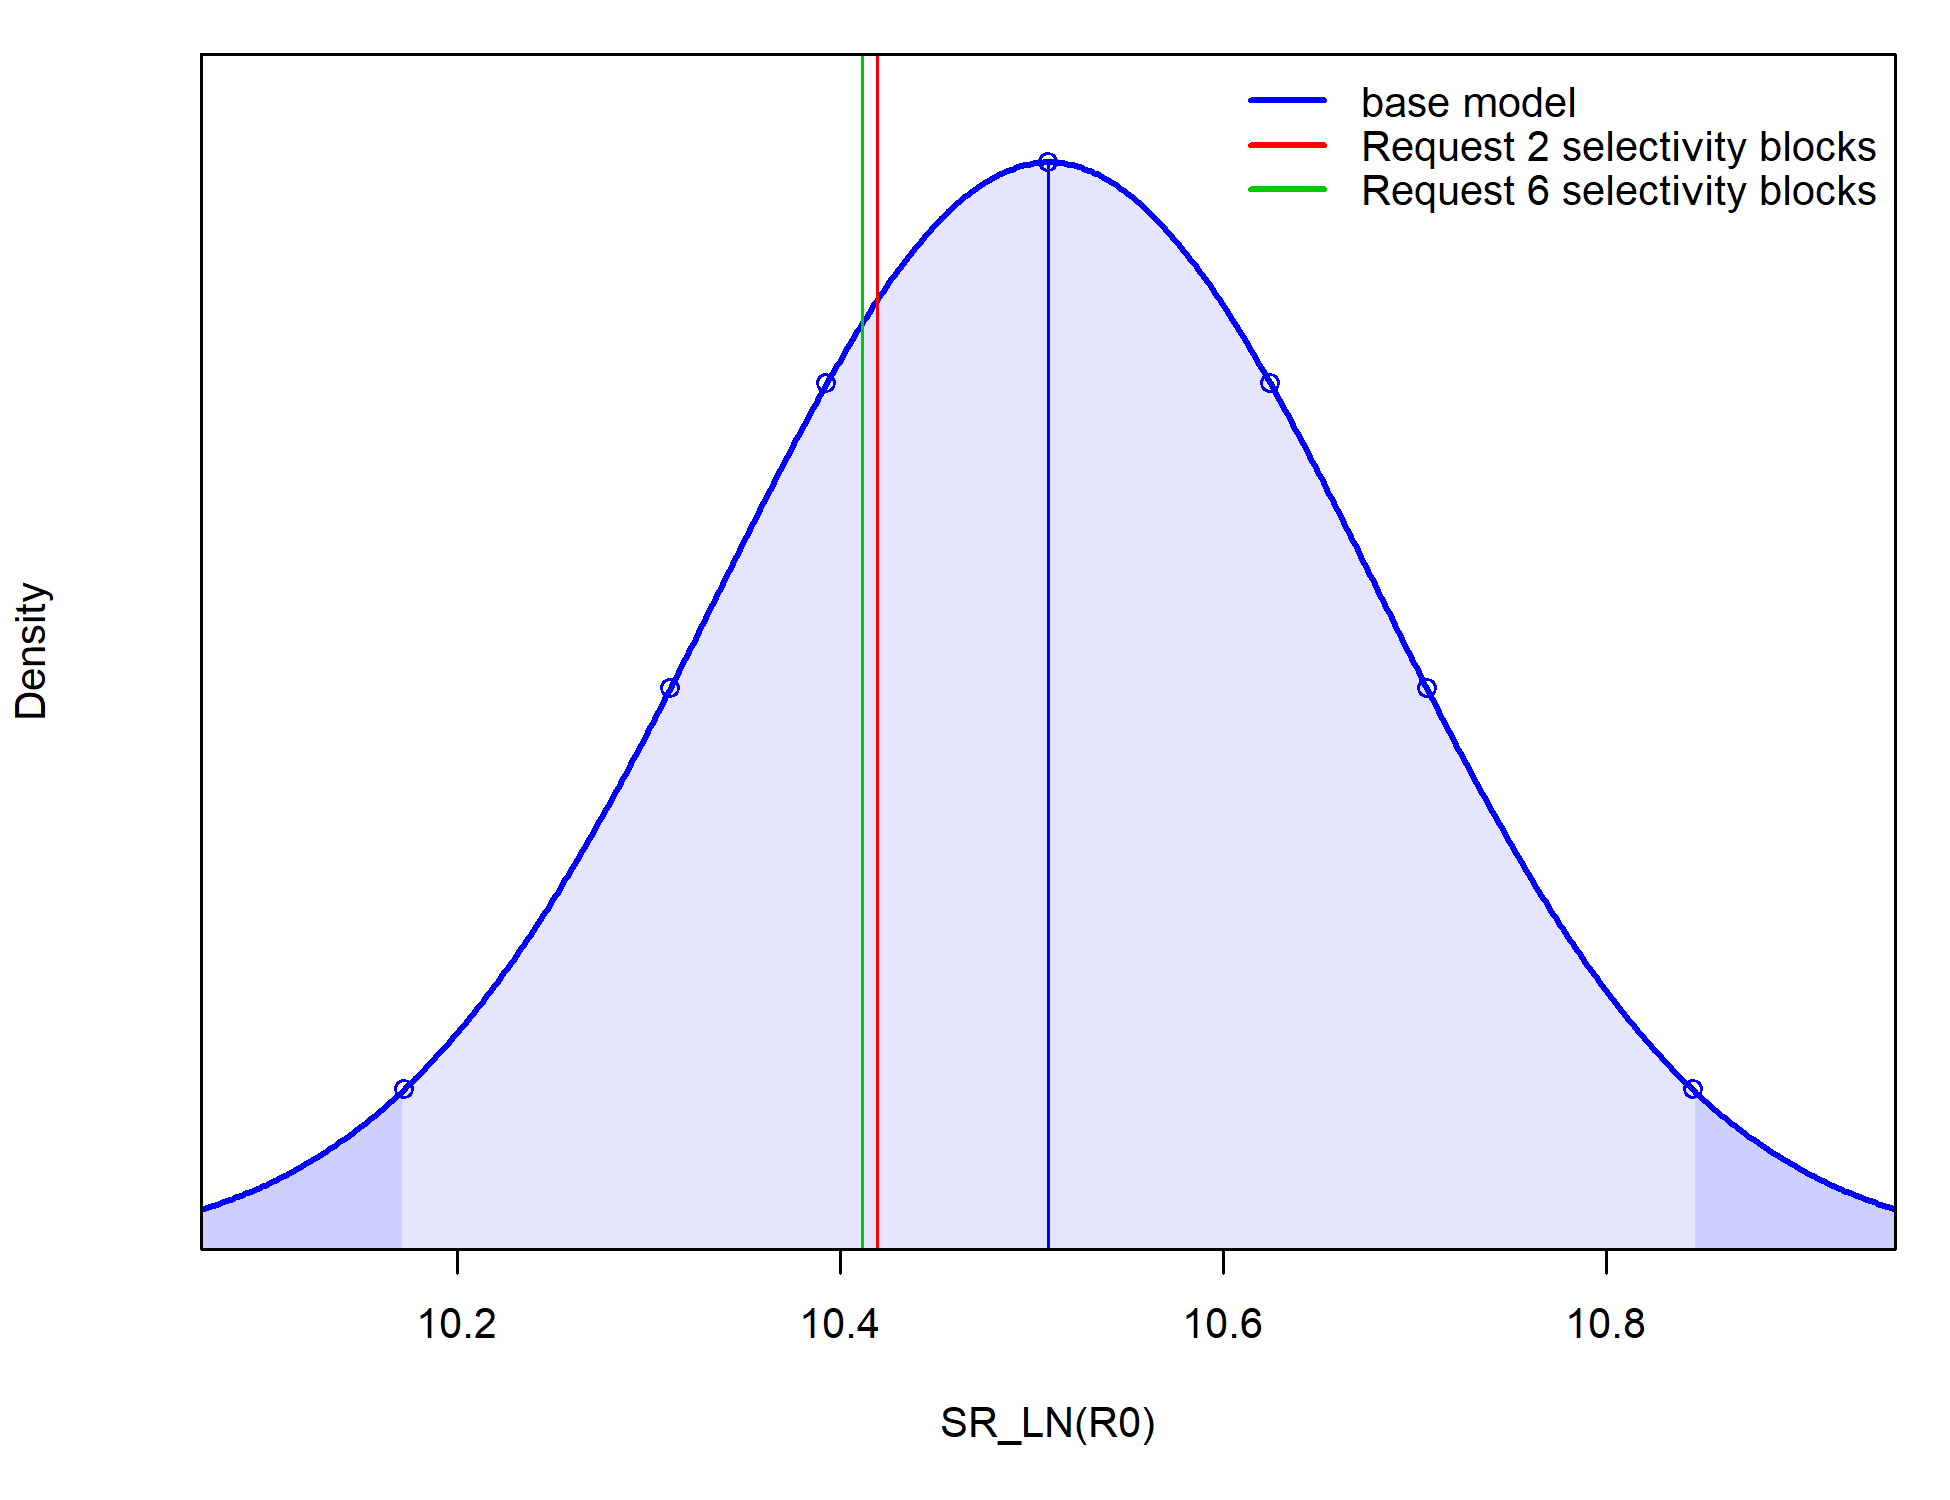 base model
Request 2 selectivity blocks
Request 6 selectivity blocks
Density
10.2
10.4
10.6
10.8
SR_LN(R0)